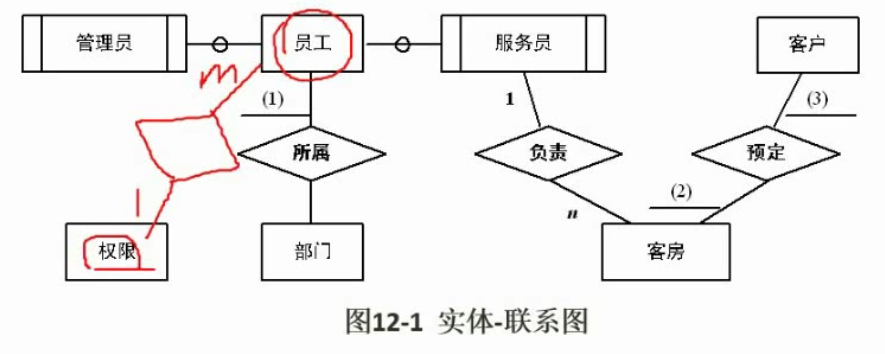 管理员 员工 服务员 客户
m (1) 1 (3)
所属 负责 预定
1 n (2)
权限 部门 客房
图12-1 实体-联系图